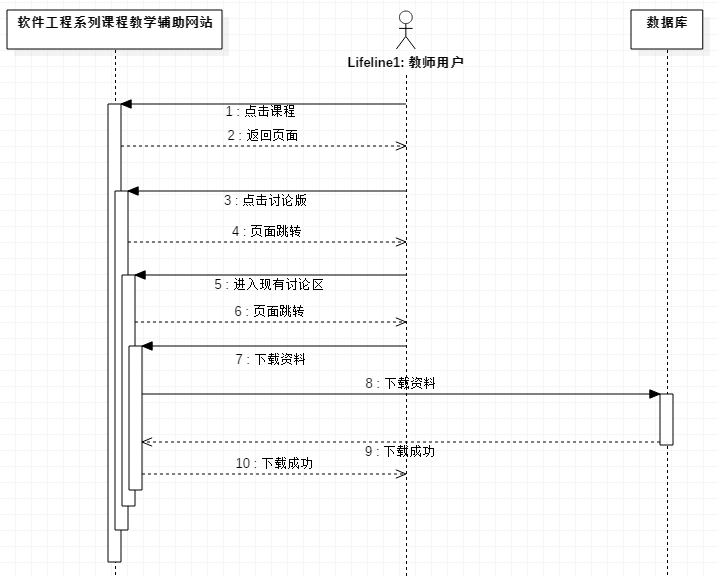 软件工程系列课程教学辅助网站
数据库
Lifeline1: 教师用户
1 : 点击课程
2 : 返回页面
3 : 点击讨论版
4 : 页面跳转
5 : 进入现有讨论区
6 : 页面跳转
7 : 下载资料
8 : 下载资料
9 : 下载成功
10 : 下载成功